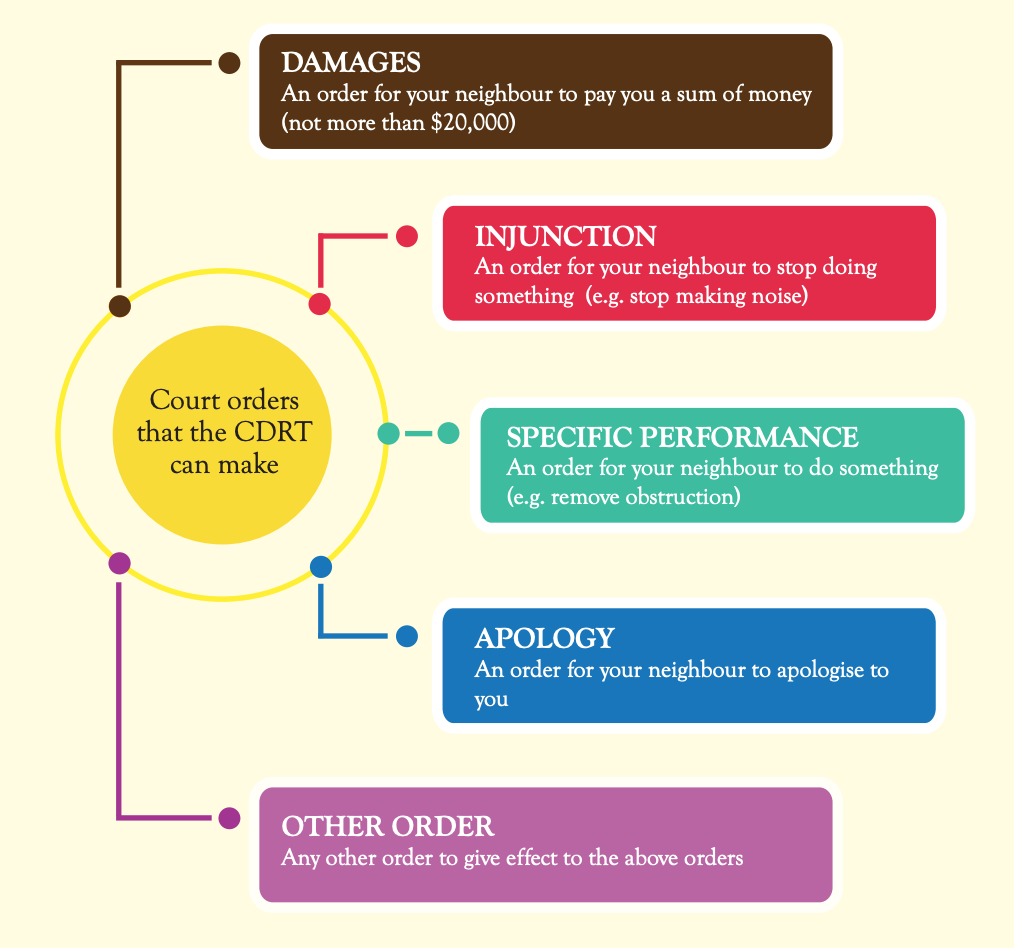 DAMAGES
An order for your neighbour to pay you a sum of money
(not more than $20,000)
INJUNCTION
An order for your neighbour to stop doing
something (e.g. stop making noise)
Court orders
that the CDRT
can make
SPECIFIC PERFORMANCE
An order for your neighbour to do something
(e.g. remove obstruction)
APOLOGY
An order for your neighbour to apologise to
you
OTHER ORDER
Any other order to give effect to the above orders